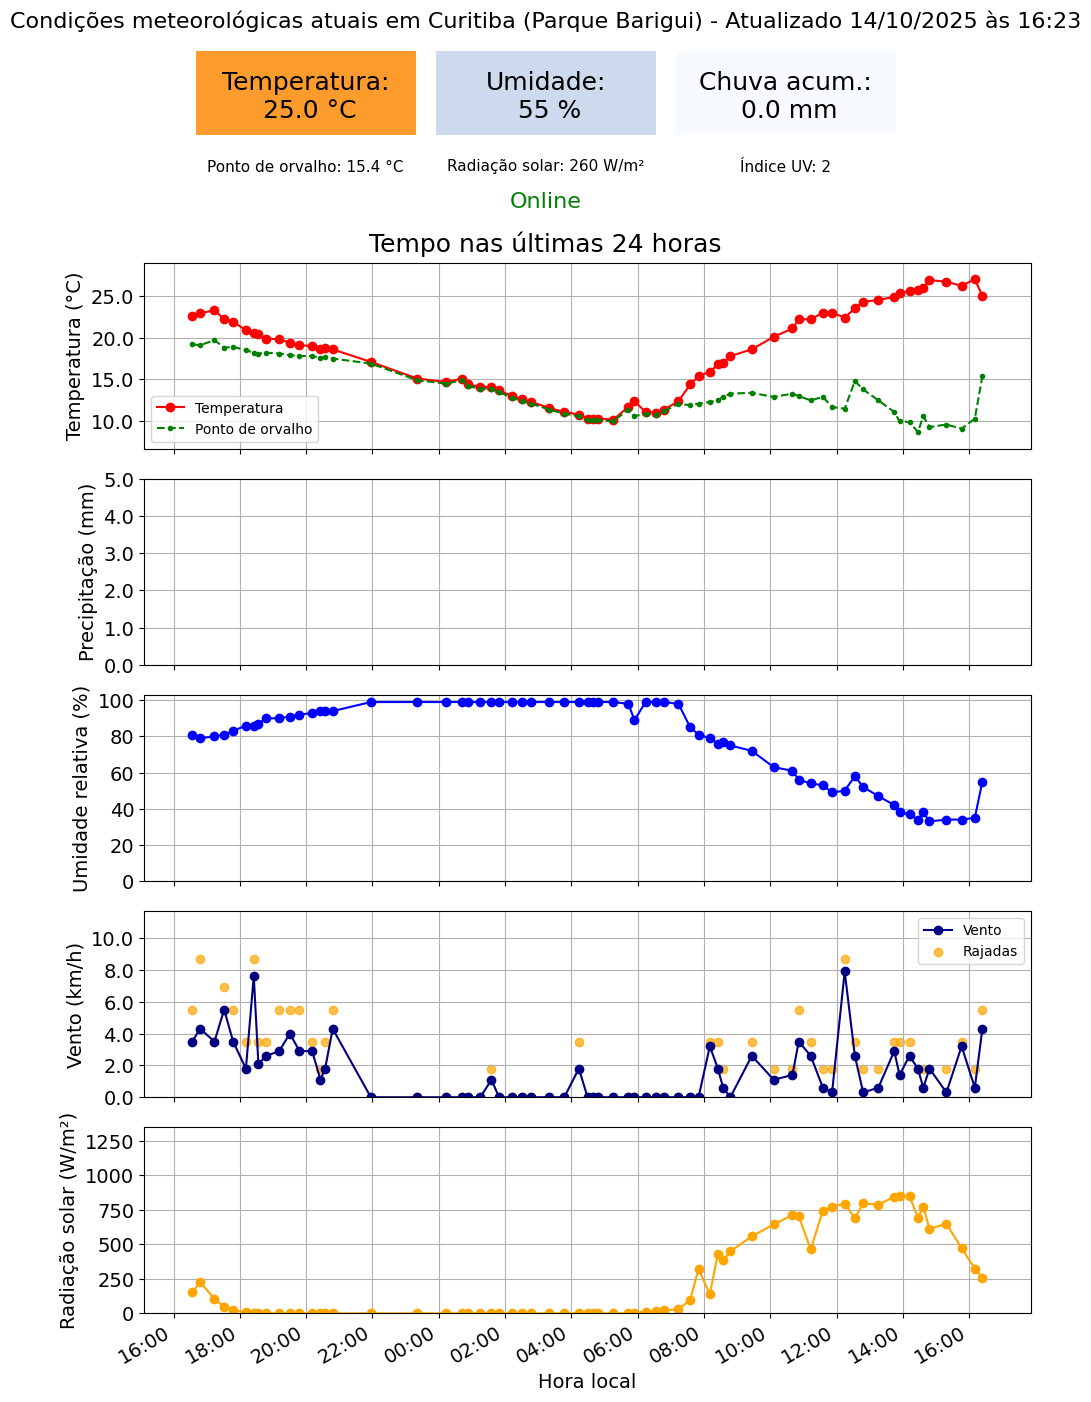 Condições meteorológicas atuais em Curitiba (Parque Barigui) - Atualizado 14/10/2025 às 16:23
Temperatura:
25.0 °C
Umidade:
55 %
Chuva acum.:
0.0 mm
Ponto de orvalho: 15.4 °C
Radiação solar: 260 W/m²
Índice UV: 2
Online
Tempo nas últimas 24 horas
Temperatura (°C)
25.0
20.0
15.0
10.0
Temperatura
Ponto de orvalho
Precipitação (mm)
5.0
4.0
3.0
2.0
1.0
0.0
Umidade relativa (%)
100
80
60
40
20
0
Vento (km/h)
10.0
8.0
6.0
4.0
2.0
0.0
Vento
Rajadas
Radiação solar (W/m²)
1250
1000
750
500
250
0
16:00 18:00 20:00 22:00 00:00 02:00 04:00 06:00 08:00 10:00 12:00 14:00 16:00
Hora local